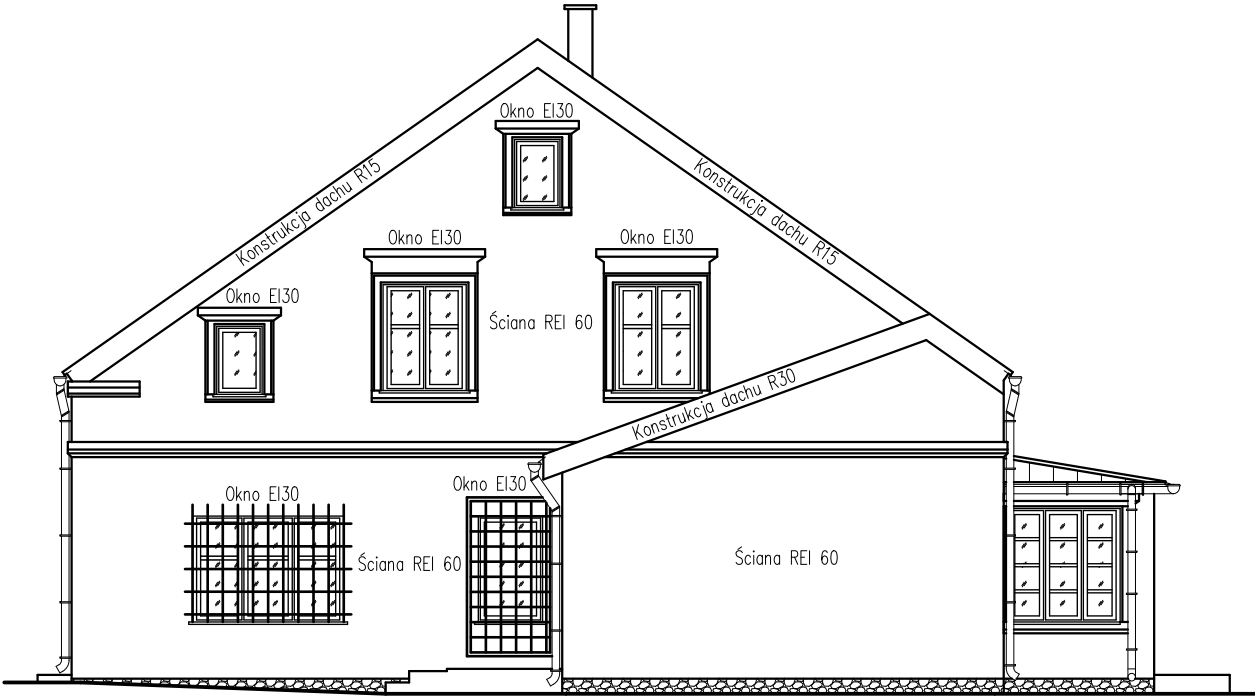 Okno EI30
Konstrukcja dachu R15
Konstrukcja dachu R15
Okno EI30
Okno EI30
Okno EI30
Ściana REI 60
Konstrukcja dachu R30
Okno EI30
Okno EI30
Ściana REI 60
Ściana REI 60